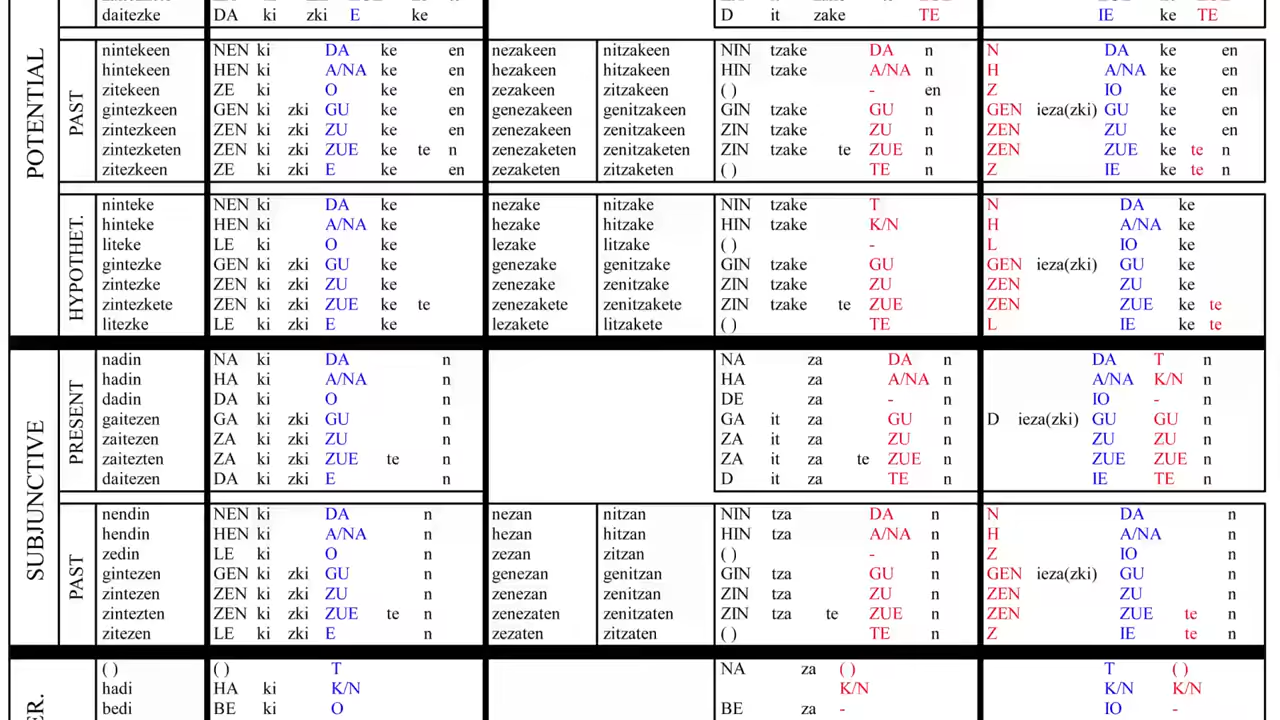 daitezke DA ki zki E ke D it zake TE IE ke TE
POTENTIAL
PAST
nintekeen NEN ki DA ke en nezakeen nitzakeen NIN tzake DA n N DA ke en
hintekeen HEN ki A/NA ke en hezakeen hitzakeen HIN tzake A/NA n H A/NA ke en
zitekeen ZE ki O ke en zezakeen zitzakeen ( ) - en Z IO ke en
gintezkeen GEN ki zki GU ke en genezakeen genitzakeen GIN tzake GU n GEN ieza(zki) GU ke en
zintezkeen ZEN ki zki ZU ke en zenezakeen zenitzakeen ZIN tzake ZU n ZEN ZU ke en
zintezketen ZEN ki zki ZUE ke te n zenezaketen zenitzaketen ZIN tzake te ZUE n ZEN ZUE ke te n
zitezkeen ZE ki zki E ke en zezaketen zitzaketen ( ) TE n Z IE ke te n
HYPOTHET.
ninteke NEN ki DA ke nezake nitzake NIN tzake T N DA ke
hinteke HEN ki A/NA ke hezake hitzake HIN tzake K/N H A/NA ke
liteke LE ki O ke lezake litzake ( ) - L IO ke
gintezke GEN ki zki GU ke genezake genitzake GIN tzake GU GEN ieza(zki) GU ke
zintezke ZEN ki zki ZU ke zenezake zenitzake ZIN tzake ZU ZEN ZU ke
zintezkete ZEN ki zki ZUE ke te zenezakete zenitzakete ZIN tzake te ZUE ZEN ZUE ke te
litezke LE ki zki E ke lezakete litzakete ( ) TE L IE ke te
SUBJUNCTIVE
PRESENT
nadin NA ki DA n NA za DA n DA T n
hadin HA ki A/NA n HA za A/NA n A/NA K/N n
dadin DA ki O n DE za - n IO - n
gaitezen GA ki zki GU n GA it za GU n D ieza(zki) GU GU n
zaitezen ZA ki zki ZU n ZA it za ZU n ZU ZU n
zaitezten ZA ki zki ZUE te n ZA it za te ZUE n ZUE ZUE n
daitezen DA ki zki E n D it za TE n IE TE n
PAST
nendin NEN ki DA n nezan nitzan NIN tza DA n N DA n
hendin HEN ki A/NA n hezan hitzan HIN tza A/NA n H A/NA n
zedin LE ki O n zezan zitzan ( ) - n Z IO n
gintezen GEN ki zki GU n genezan genitzan GIN tza GU n GEN ieza(zki) GU n
zintezen ZEN ki zki ZU n zenezan zenitzan ZIN tza ZU n ZEN ZU n
zintezten ZEN ki zki ZUE te n zenezaten zenitzaten ZIN tza te ZUE n ZEN ZUE te n
zitezen LE ki zki E n zezaten zitzaten ( ) TE n Z IE te n
ER.
( ) ( ) T NA za ( ) T ( )
hadi HA ki K/N K/N K/N K/N
bedi BE ki O BE za - IO -